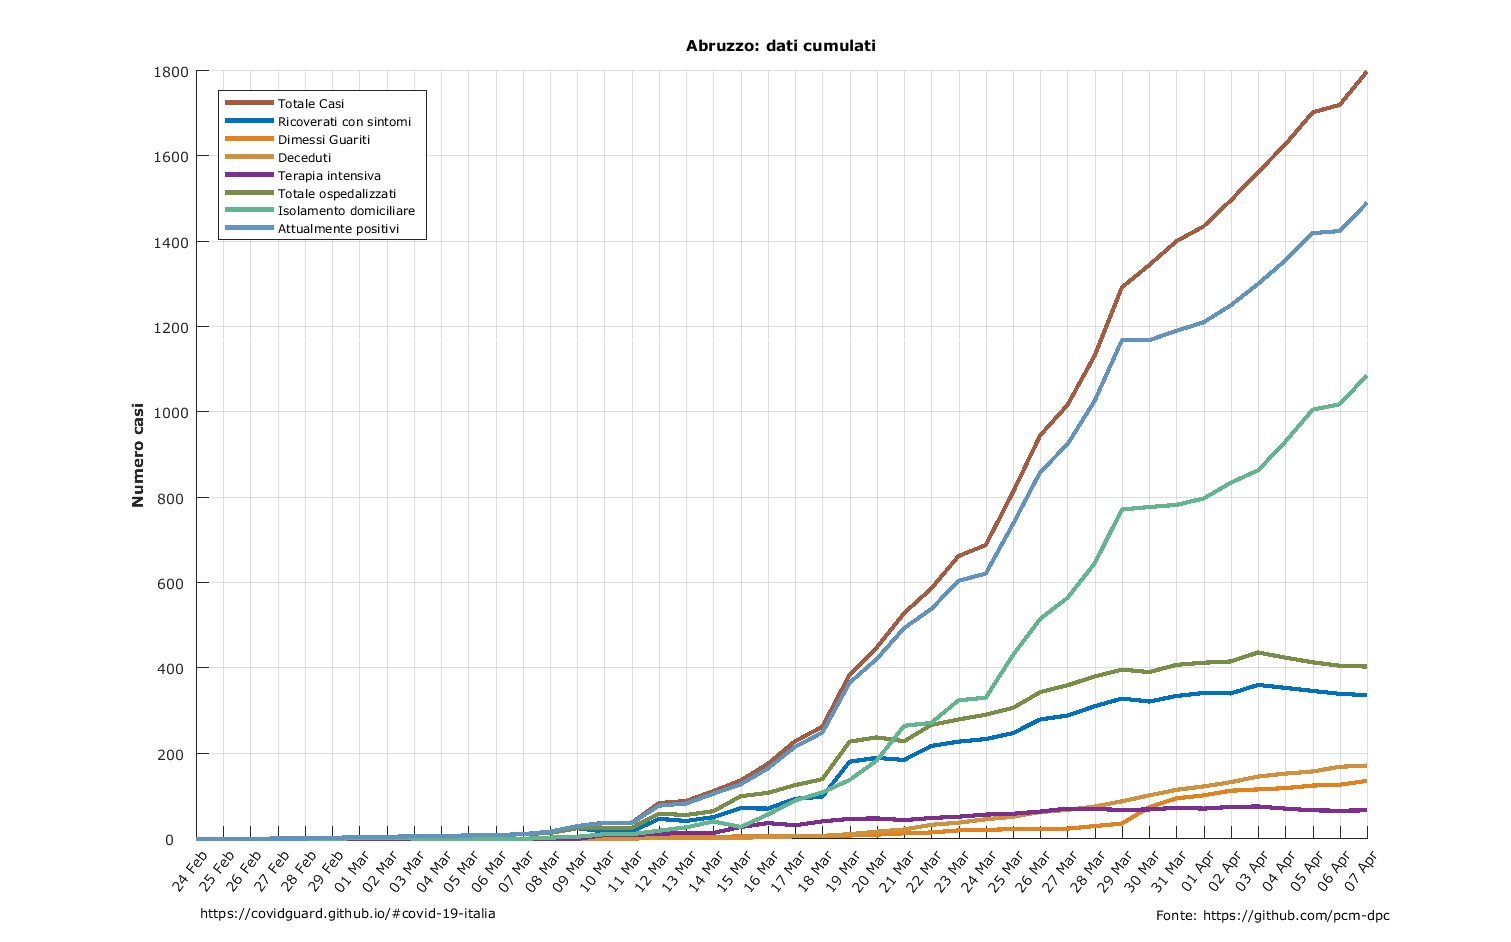 Abruzzo: dati cumulati
1800
1600
1400
1200
1000
800
600
400
200
0
Numero casi
Totale Casi
Ricoverati con sintomi
Dimessi Guariti
Deceduti
Terapia intensiva
Totale ospedalizzati
Isolamento domiciliare
Attualmente positivi
24 Feb
25 Feb
26 Feb
27 Feb
28 Feb
29 Feb
01 Mar
02 Mar
03 Mar
04 Mar
05 Mar
06 Mar
07 Mar
08 Mar
09 Mar
10 Mar
11 Mar
12 Mar
13 Mar
14 Mar
15 Mar
16 Mar
17 Mar
18 Mar
19 Mar
20 Mar
21 Mar
22 Mar
23 Mar
24 Mar
25 Mar
26 Mar
27 Mar
28 Mar
29 Mar
30 Mar
31 Mar
01 Apr
02 Apr
03 Apr
04 Apr
05 Apr
06 Apr
07 Apr
https://covidguard.github.io/#covid-19-italia
Fonte: https://github.com/pcm-dpc